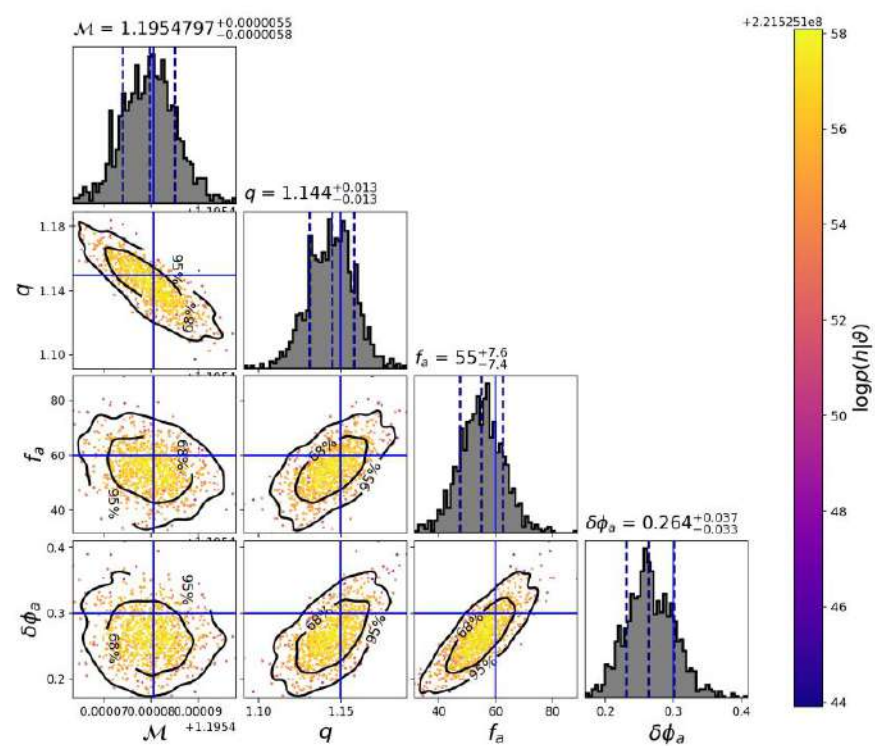 ℳ = 1.1954797+0.0000055−0.0000058
+2.215251e8
58
56
54
52
50
48
46
44
logp(h|ϑ)
q = 1.144+0.013−0.013
1.18
1.14
1.10
q
95%
68%
fₐ = 55+7.6−7.4
80
60
40
fₐ
68%
95%
68%
95%
δϕₐ = 0.264+0.037−0.033
0.4
0.3
0.2
δϕₐ
95%
68%
68%
95%
68%
95%
0.00007 0.00008 0.00009
+1.1954
ℳ
1.10 1.15
q
40 60 80
fₐ
0.2 0.3 0.4
δϕₐ